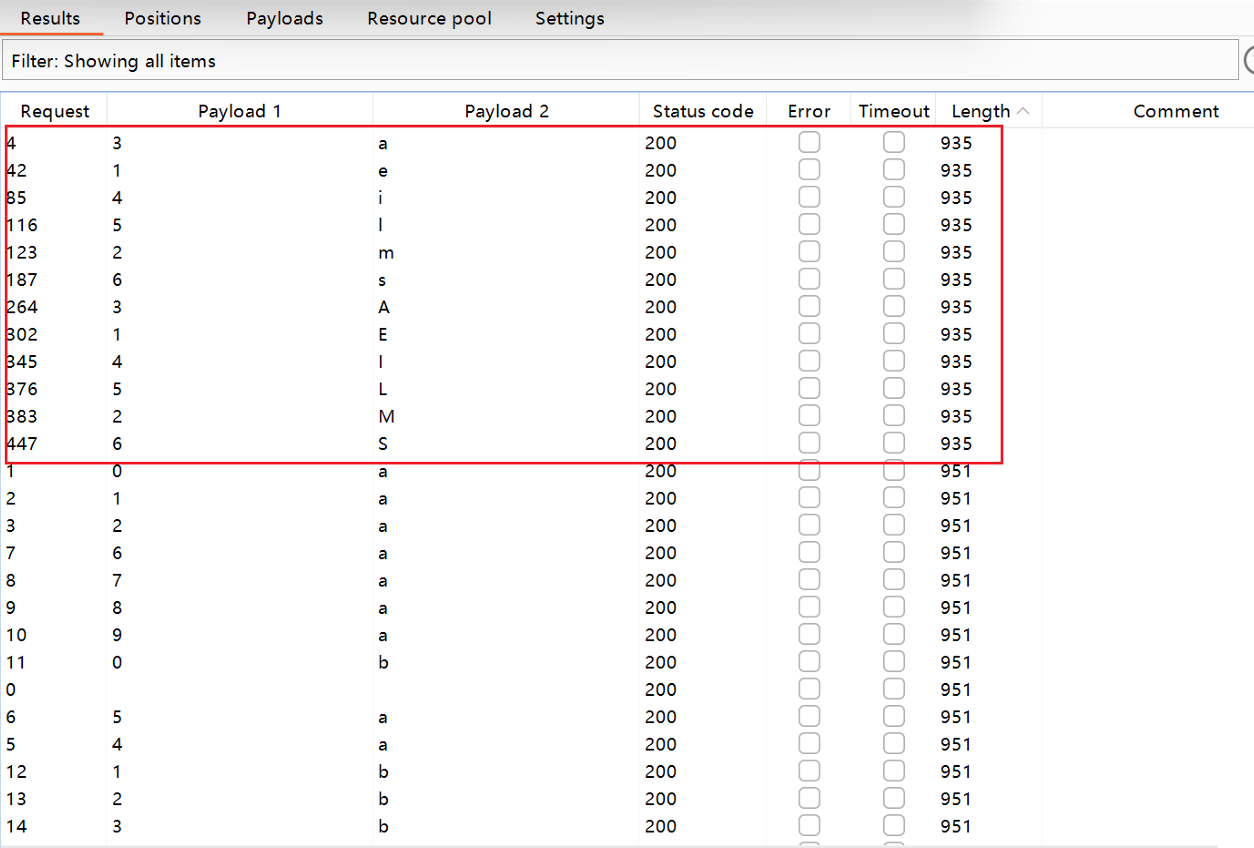 Results Positions Payloads Resource pool Settings
Filter: Showing all items
Request Payload 1 Payload 2 Status code Error Timeout Length Comment
4 3 a 200 935
42 1 e 200 935
85 4 i 200 935
116 5 l 200 935
123 2 m 200 935
187 6 s 200 935
264 3 A 200 935
302 1 E 200 935
345 4 I 200 935
376 5 L 200 935
383 2 M 200 935
447 6 S 200 935
1 0 a 200 951
2 1 a 200 951
3 2 a 200 951
7 6 a 200 951
8 7 a 200 951
9 8 a 200 951
10 9 a 200 951
11 0 b 200 951
0 200 951
6 5 a 200 951
5 4 a 200 951
12 1 b 200 951
13 2 b 200 951
14 3 b 200 951